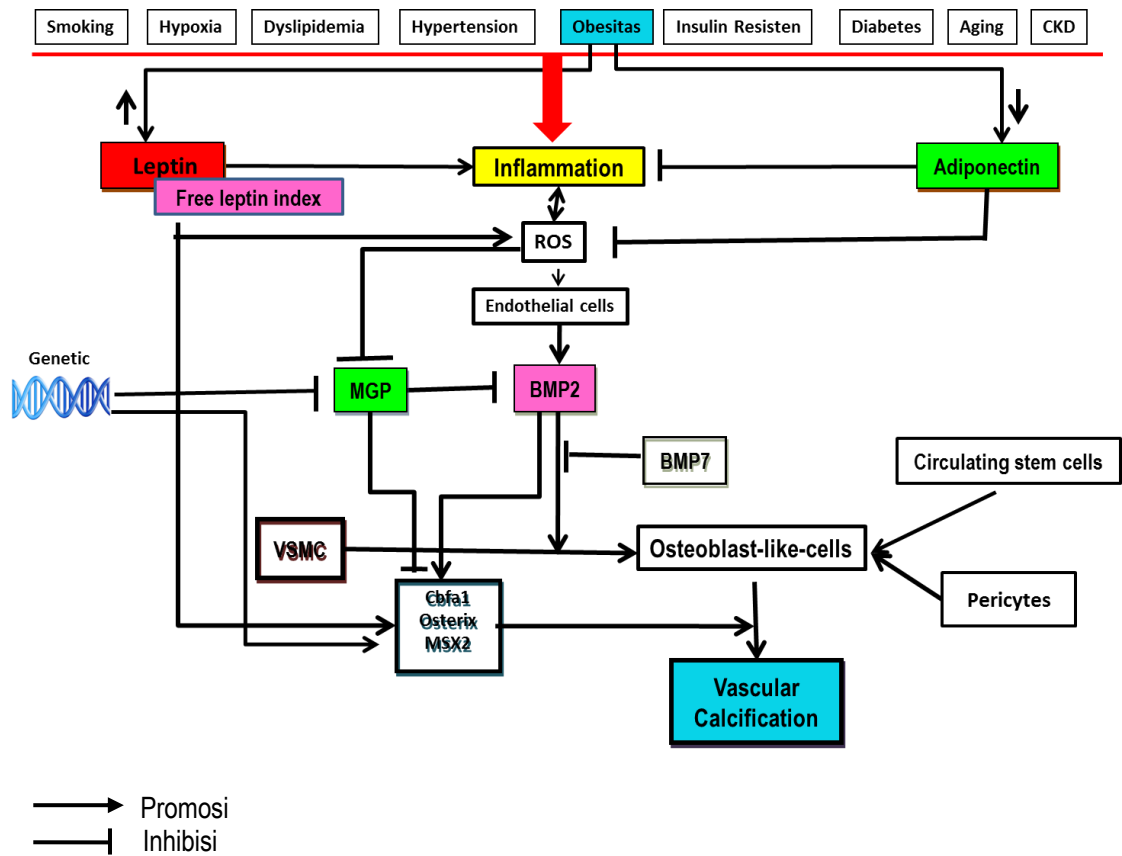 Smoking
Hypoxia
Dyslipidemia
Hypertension
Obesitas
Insulin Resisten
Diabetes
Aging
CKD
Leptin
Free leptin index
Inflammation
Adiponectin
ROS
Endothelial cells
Genetic
MGP
BMP2
BMP7
Circulating stem cells
VSMC
Osteoblast-like-cells
Pericytes
Cbfa1
Osterix
MSX2
Vascular
Calcification
Promosi
Inhibisi